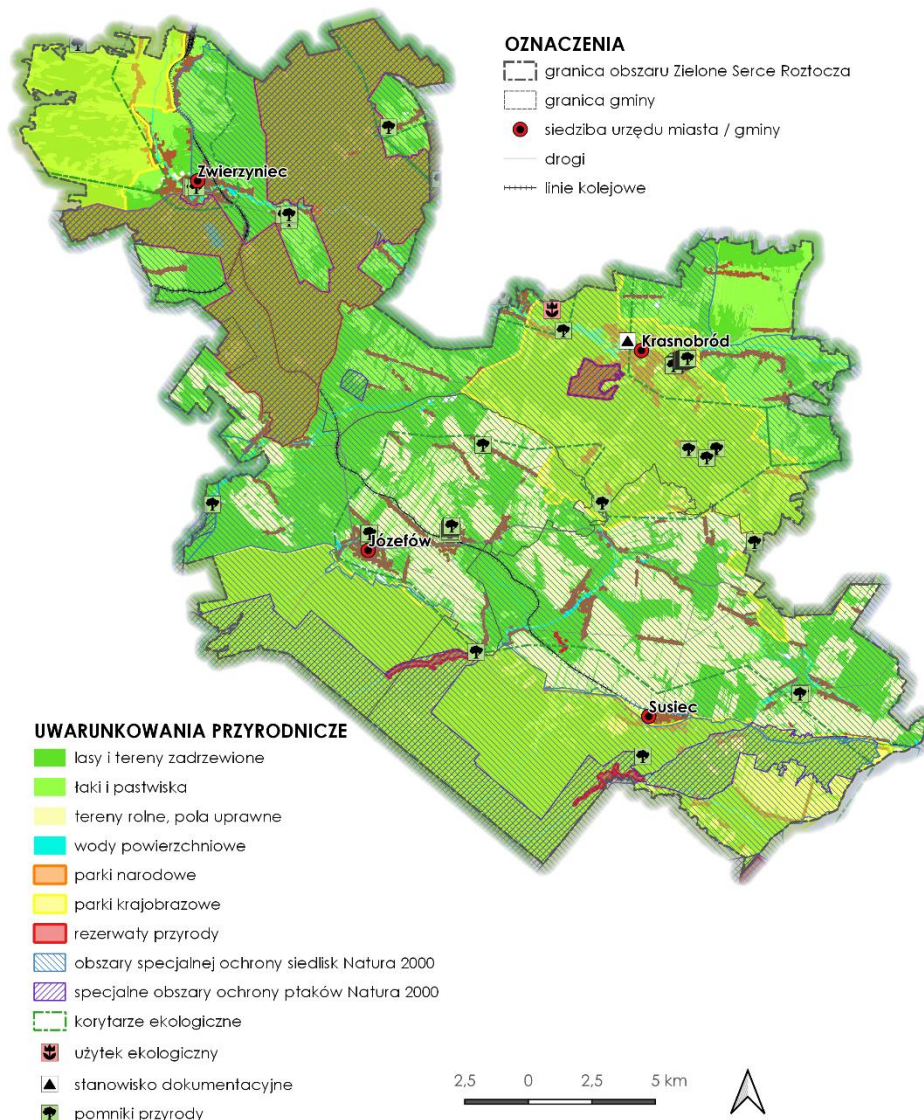 OZNACZENIA
granica obszaru Zielone Serce Roztocza
granica gminy
siedziba urzędu miasta / gminy
drogi
linie kolejowe
Zwierzyniec
Krasnobród
Józefów
Susiec
UWARUNKOWANIA PRZYRODNICZE
lasy i tereny zadrzewione
łaki i pastwiska
tereny rolne, pola uprawne
wody powierzchniowe
parki narodowe
parki krajobrazowe
rezerwaty przyrody
obszary specjalnej ochrony siedlisk Natura 2000
specjalne obszary ochrony ptaków Natura 2000
korytarze ekologiczne
użytek ekologiczny
stanowisko dokumentacyjne
pomniki przyrody
2,5 0 2,5 5 km